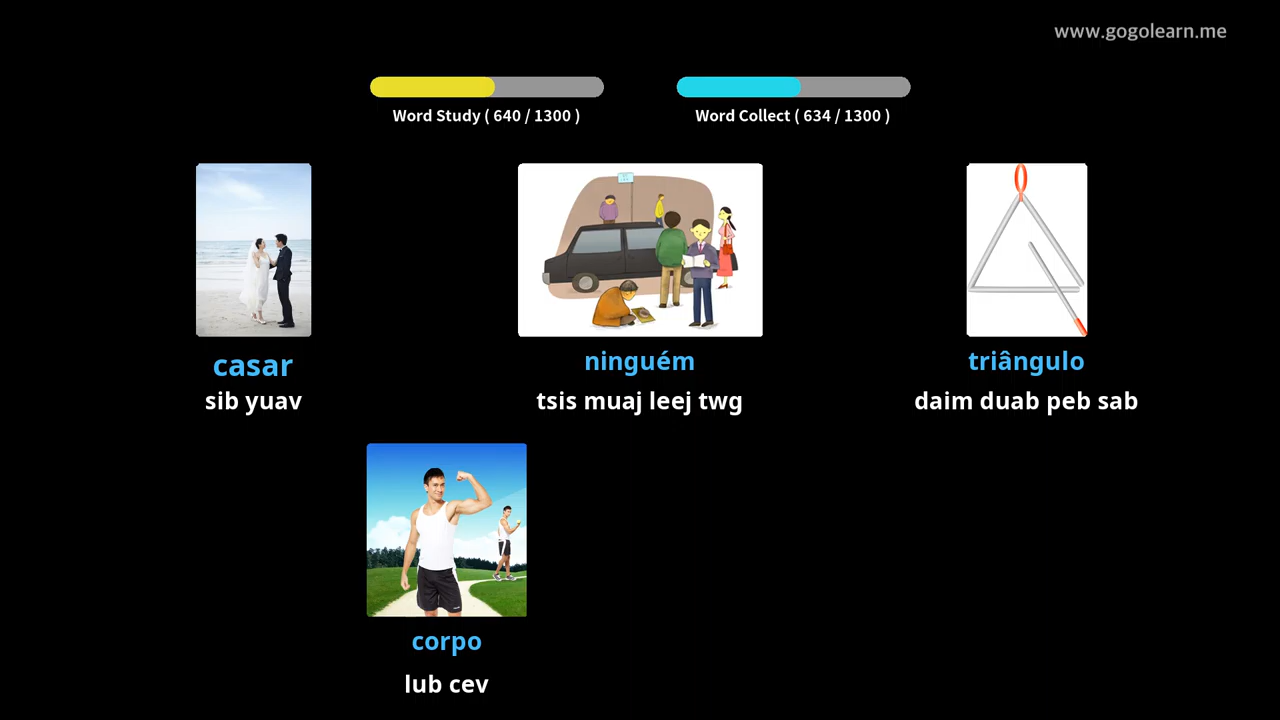 www.gogolearn.me
Word Study ( 640 / 1300 )
Word Collect ( 634 / 1300 )
casar
sib yuav
ninguém
tsis muaj leej twg
triângulo
daim duab peb sab
corpo
lub cev